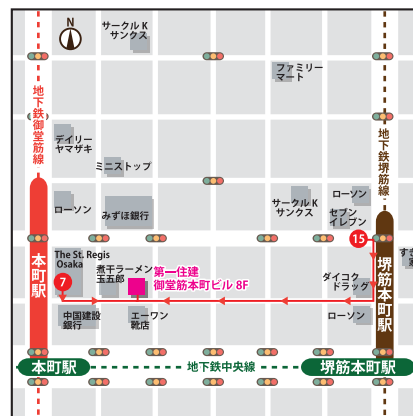 N
サークル K
サンクス
ファミリー
マート
地下鉄御堂筋線
地下鉄堺筋線
デイリー
ヤマザキ
ミニストップ
ローソン
みずほ銀行
サークル K
サンクス
ローソン
セブン
イレブン
15
本町駅
The St. Regis
Osaka
7
煮干ラーメン
玉五郎
第一住建
御堂筋本町ビル 8F
ダイコク
ドラッグ
堺筋本町駅
中国建設
銀行
エーワン
靴店
ローソン
本町駅
地下鉄中央線
堺筋本町駅